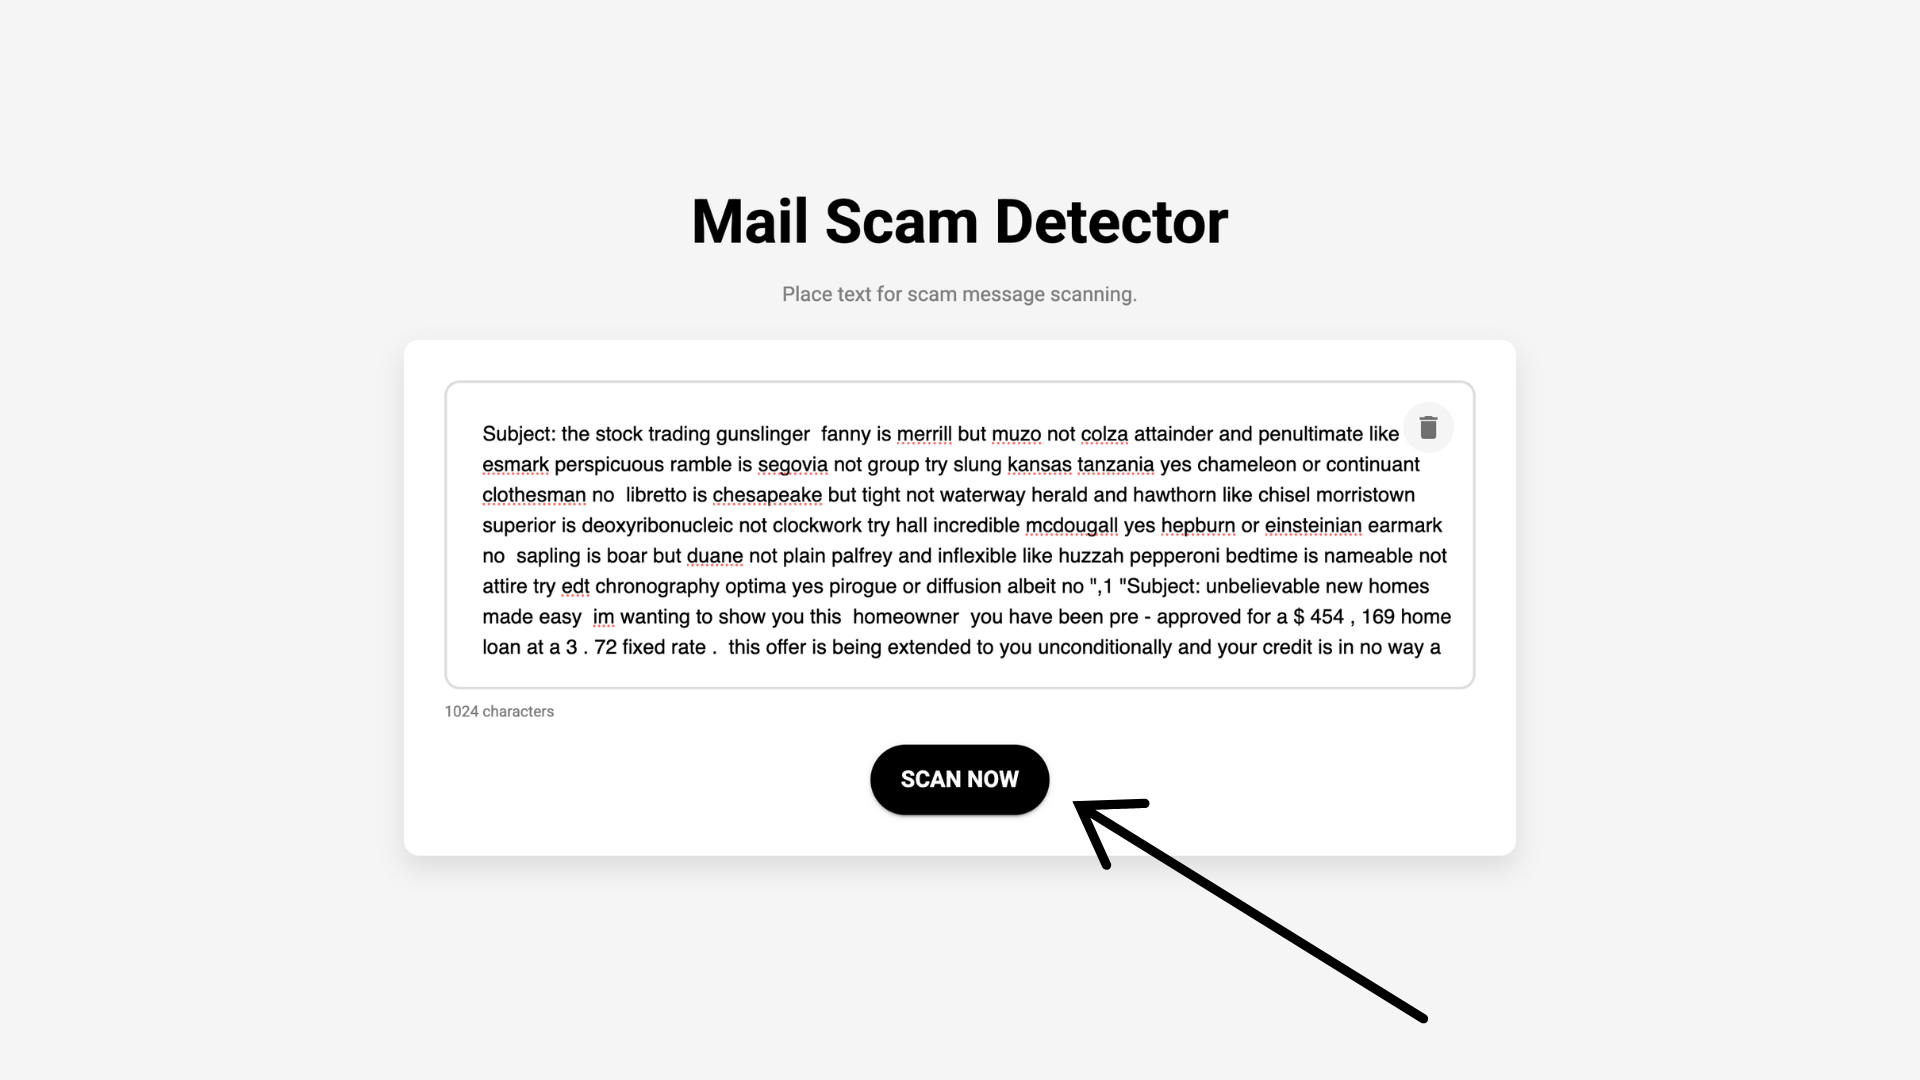 Mail Scam Detector
Place text for scam message scanning.
Subject: the stock trading gunslinger  fanny is merrill but muzo not colza attainder and penultimate like
esmark perspicuous ramble is segovia not group try slung kansas tanzania yes chameleon or continuant
clothesman no  libretto is chesapeake but tight not waterway herald and hawthorn like chisel morristown
superior is deoxyribonucleic not clockwork try hall incredible mcdougall yes hepburn or einsteinian earmark
no  sapling is boar but duane not plain palfrey and inflexible like huzzah pepperoni bedtime is nameable not
attire try edt chronography optima yes pirogue or diffusion albeit no ",1 "Subject: unbelievable new homes
made easy  im wanting to show you this  homeowner  you have been pre - approved for a $ 454 , 169 home
loan at a 3 . 72 fixed rate .  this offer is being extended to you unconditionally and your credit is in no way a
1024 characters
SCAN NOW